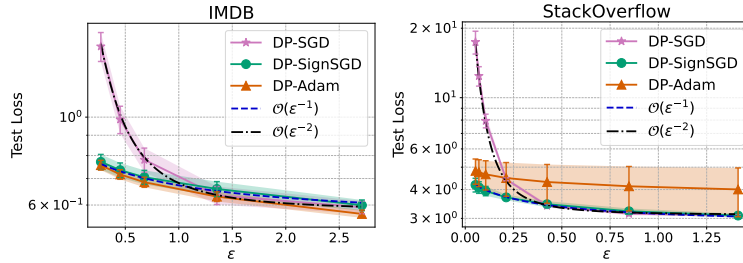 IMDB
Test Loss
10⁰
6 × 10⁻¹
0.5 1.0 1.5 2.0 2.5
ε
DP-SGD
DP-SignSGD
DP-Adam
𝒪(ε⁻¹)
𝒪(ε⁻²)
StackOverflow
Test Loss
2 × 10¹
10¹
6 × 10⁰
4 × 10⁰
3 × 10⁰
0.00 0.25 0.50 0.75 1.00 1.25
ε
DP-SGD
DP-SignSGD
DP-Adam
𝒪(ε⁻¹)
𝒪(ε⁻²)